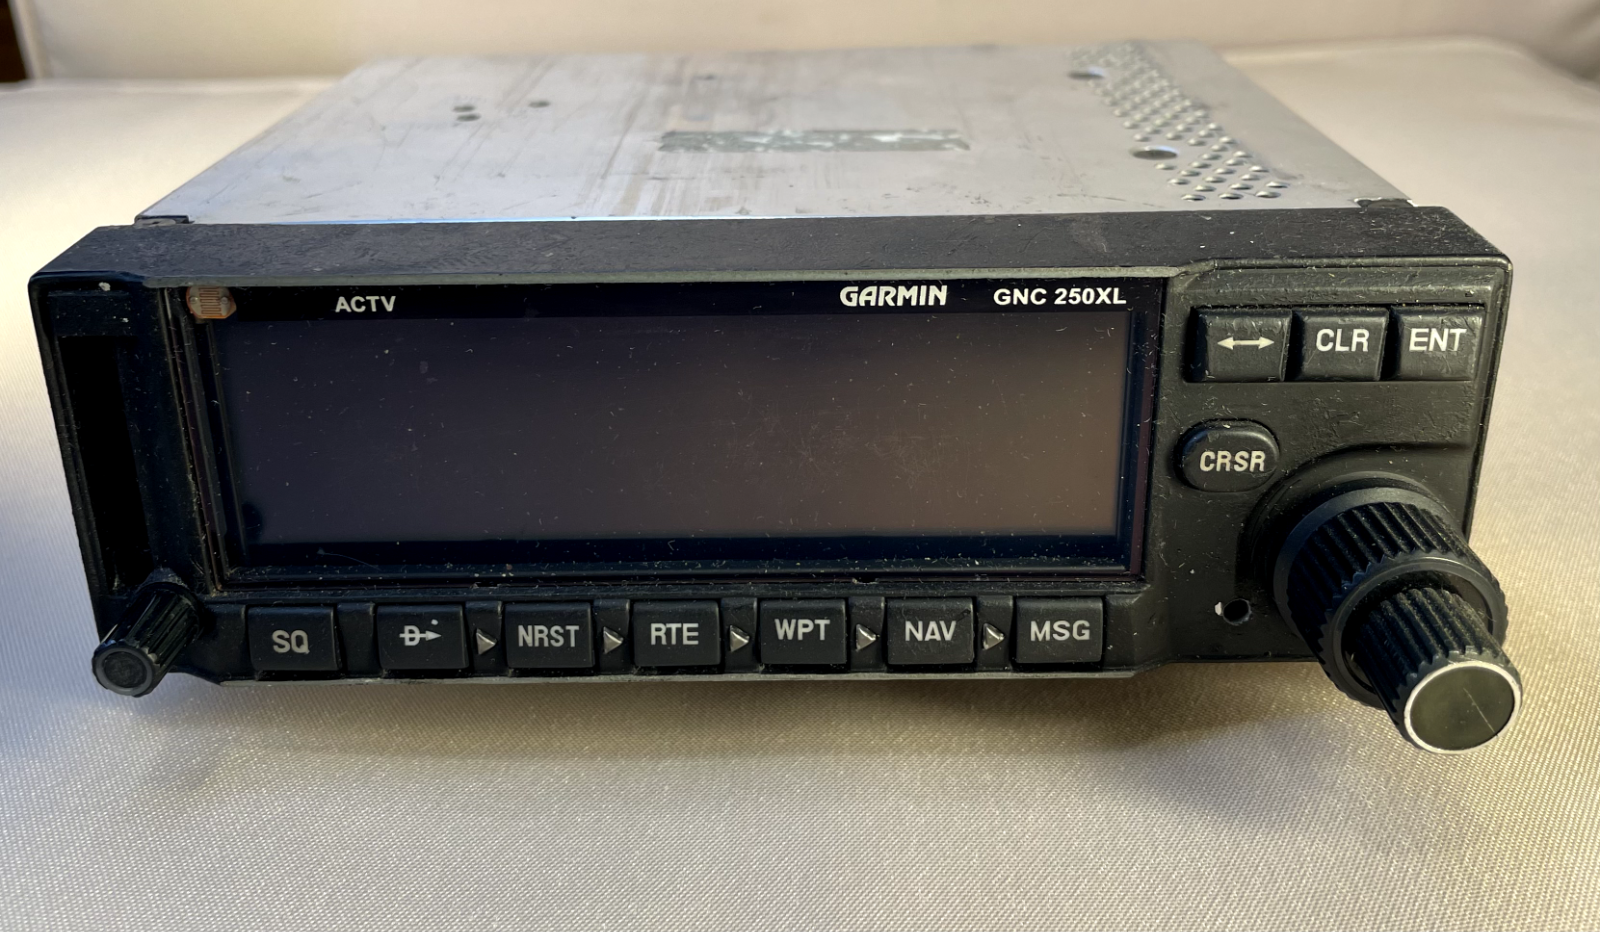 ACTV
GARMIN GNC 250XL
CLR ENT
CRSR
SQ NRST RTE WPT NAV MSG